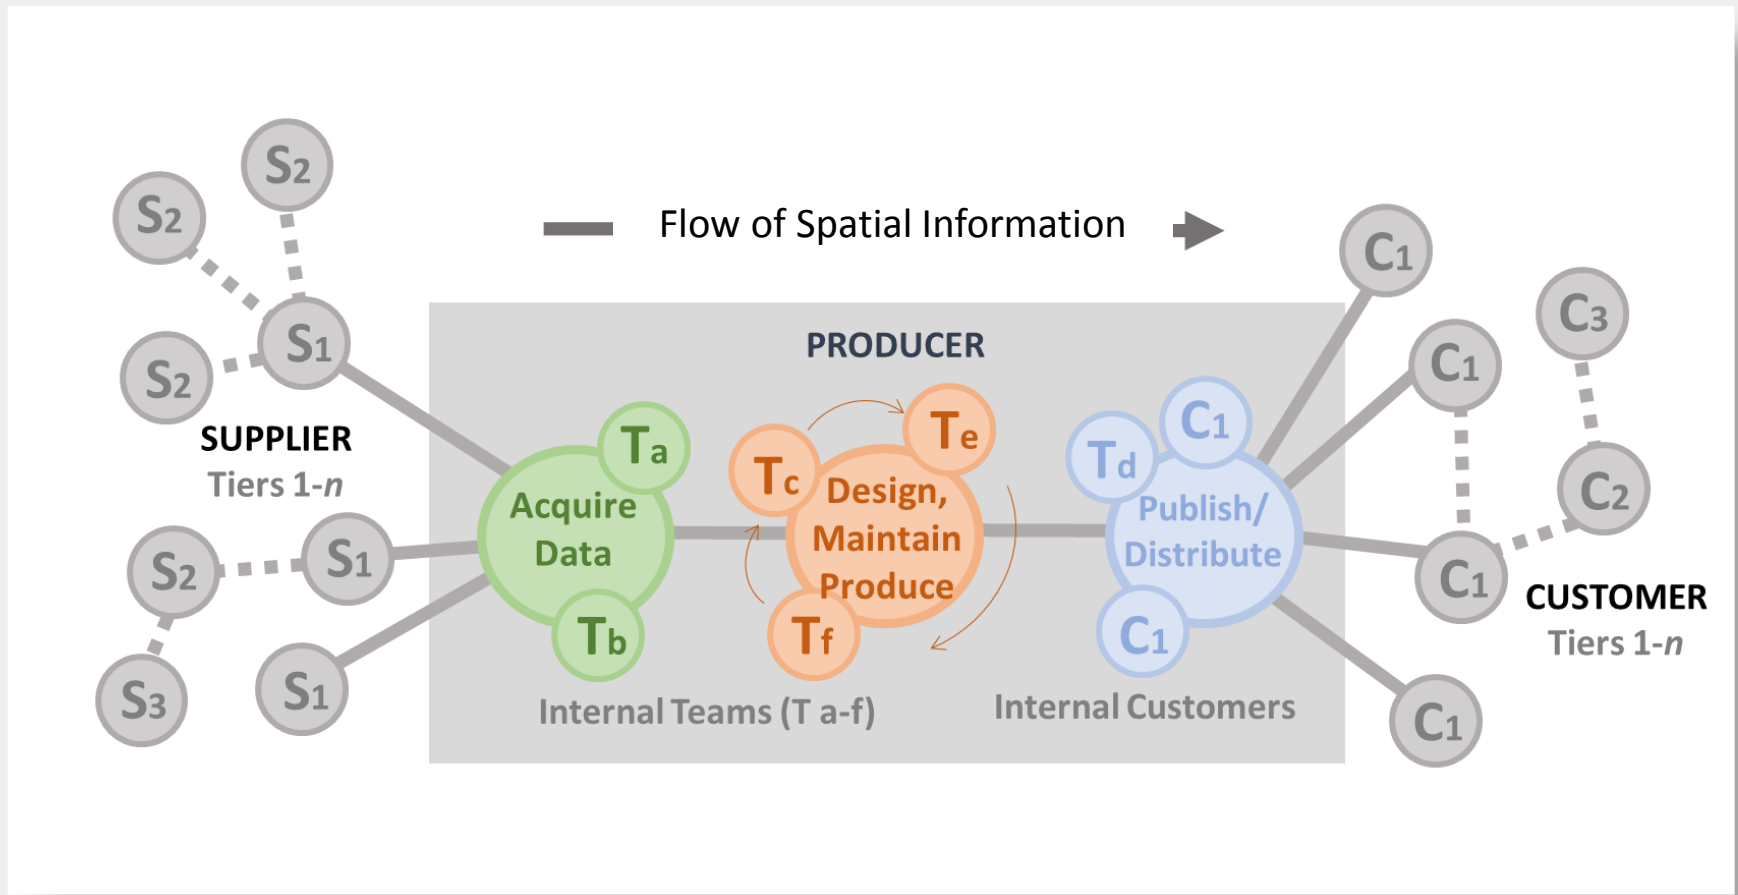 Flow of Spatial Information
S2
S2
S1
S2
SUPPLIER
Tiers 1-n
S2
S1
S3
S1
PRODUCER
Ta
Acquire
Data
Tb
Tc
Te
Design,
Maintain
Produce
Tf
Internal Teams (T a-f)
Td
C1
Publish/
Distribute
C1
Internal Customers
C1
C1
C3
C2
C1
CUSTOMER
Tiers 1-n
C1